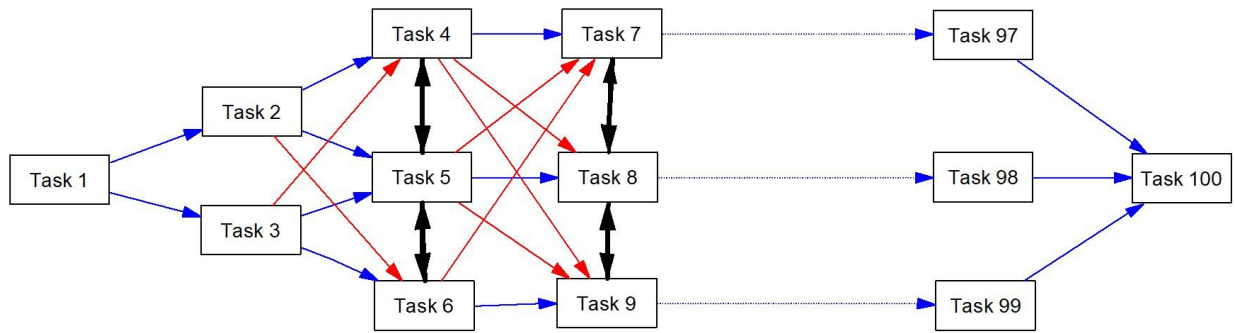 Task 1
Task 2
Task 3
Task 4
Task 5
Task 6
Task 7
Task 8
Task 9
Task 97
Task 98
Task 99
Task 100